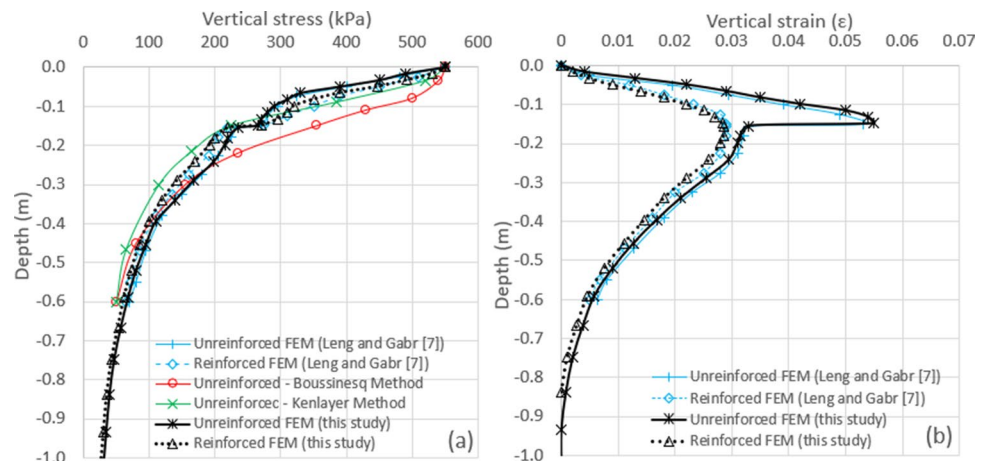 Vertical stress (kPa)
0 100 200 300 400 500 600
0.0
-0.1
-0.2
-0.3
-0.4
-0.5
-0.6
-0.7
-0.8
-0.9
-1.0
Depth (m)
Unreinforced FEM (Leng and Gabr [7])
Reinforced FEM (Leng and Gabr [7])
Unreinforced - Boussinesq Method
Unreinforcec - Kenlayer Method
Unreinforced FEM (this study)
Reinforced FEM (this study)
(a)
Vertical strain (ε)
0 0.01 0.02 0.03 0.04 0.05 0.06 0.07
0.0
-0.1
-0.2
-0.3
-0.4
-0.5
-0.6
-0.7
-0.8
-0.9
-1.0
Depth (m)
Unreinforced FEM (Leng and Gabr [7])
Reinforced FEM (Leng and Gabr [7])
Unreinforced FEM (this study)
Reinforced FEM (this study)
(b)